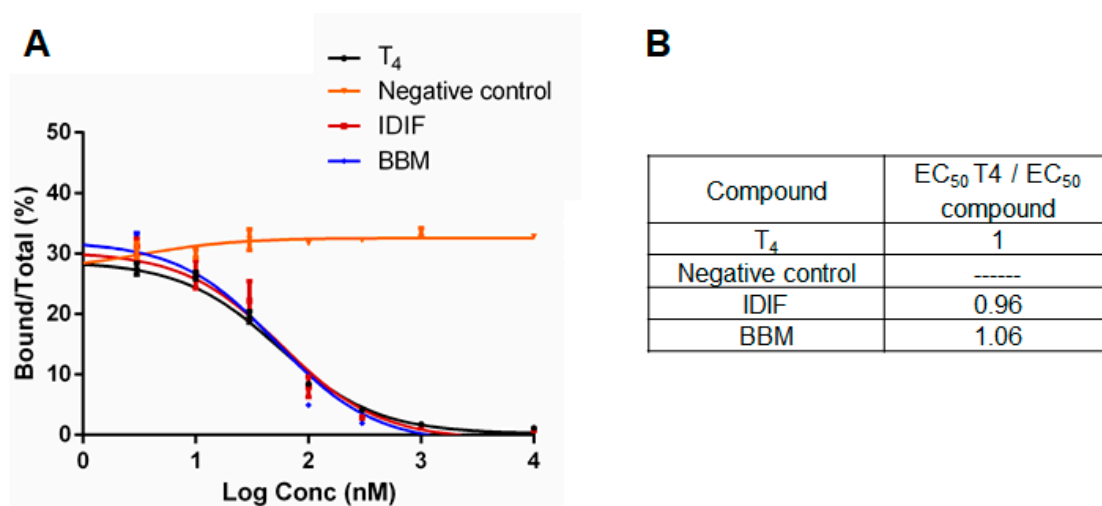 A
T₄
Negative control
IDIF
BBM
50
40
30
20
10
0
Bound/Total (%)
0 1 2 3 4
Log Conc (nM)
B
Compound EC₅₀ T4 / EC₅₀ compound
T₄ 1
Negative control ------
IDIF 0.96
BBM 1.06